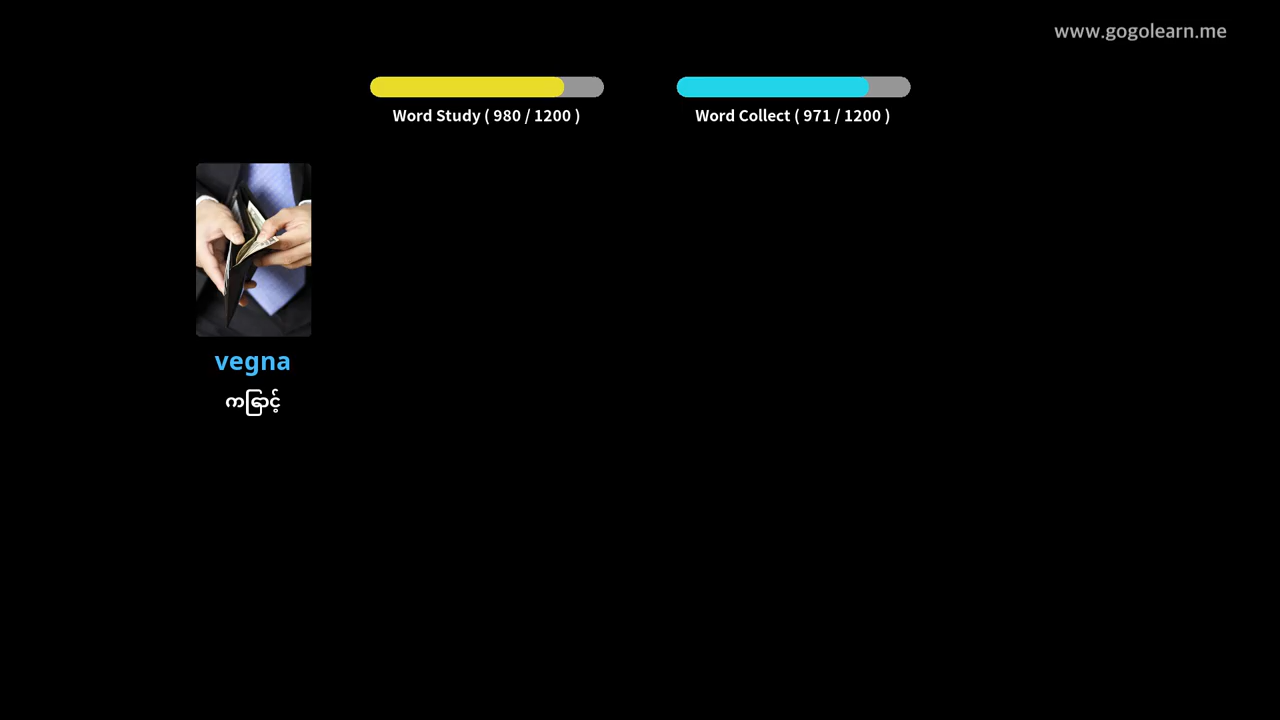 www.gogolearn.me
Word Study ( 980 / 1200 )
Word Collect ( 971 / 1200 )
vegna
ကြောင့်